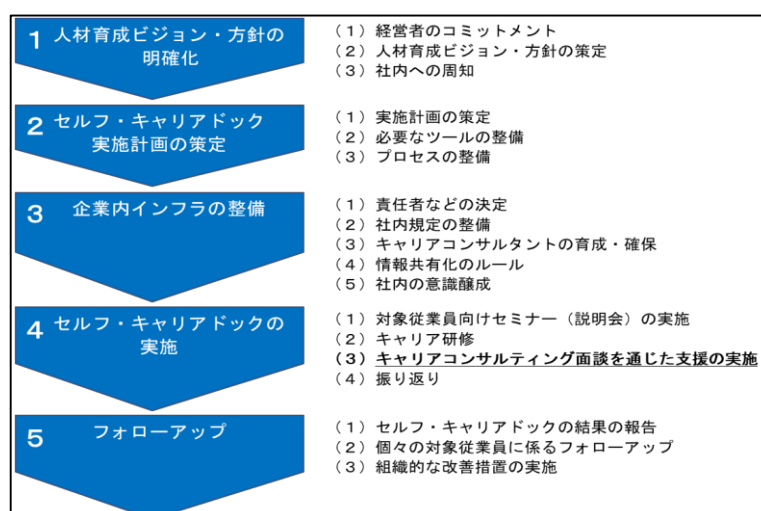 1 人材育成ビジョン・方針の
明確化
（１）経営者のコミットメント
（２）人材育成ビジョン・方針の策定
（３）社内への周知
2 セルフ・キャリアドック
実施計画の策定
（１）実施計画の策定
（２）必要なツールの整備
（３）プロセスの整備
3 企業内インフラの整備
（１）責任者などの決定
（２）社内規定の整備
（３）キャリアコンサルタントの育成・確保
（４）情報共有化のルール
（５）社内の意識醸成
4 セルフ・キャリアドックの
実施
（１）対象従業員向けセミナー（説明会）の実施
（２）キャリア研修
（３）キャリアコンサルティング面談を通じた支援の実施
（４）振り返り
5 フォローアップ
（１）セルフ・キャリアドックの結果の報告
（２）個々の対象従業員に係るフォローアップ
（３）組織的な改善措置の実施